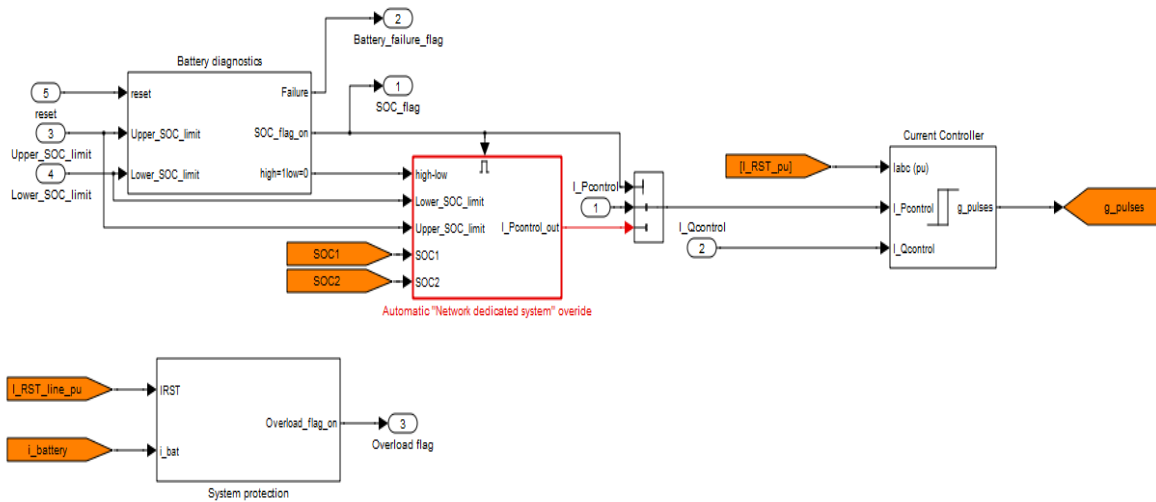 2
Battery_failure_flag
Battery diagnostics
5
reset
reset
Failure
1
SOC_flag
3
Upper_SOC_limit
Upper_SOC_limit
SOC_flag_on
4
Lower_SOC_limit
Lower_SOC_limit
high=1low=0
high-low
Lower_SOC_limit
Upper_SOC_limit
I_Pcontrol_out
SOC1
SOC1
SOC2
SOC2
Automatic "Network dedicated system" overide
I_Pcontrol
1
I_Qcontrol
2
Current Controller
[I_RST_pu]
Iabc (pu)
I_Pcontrol
g_pulses
I_Qcontrol
g_pulses
I_RST_line_pu
IRST
Overload_flag_on
3
Overload flag
i_battery
i_bat
System protection